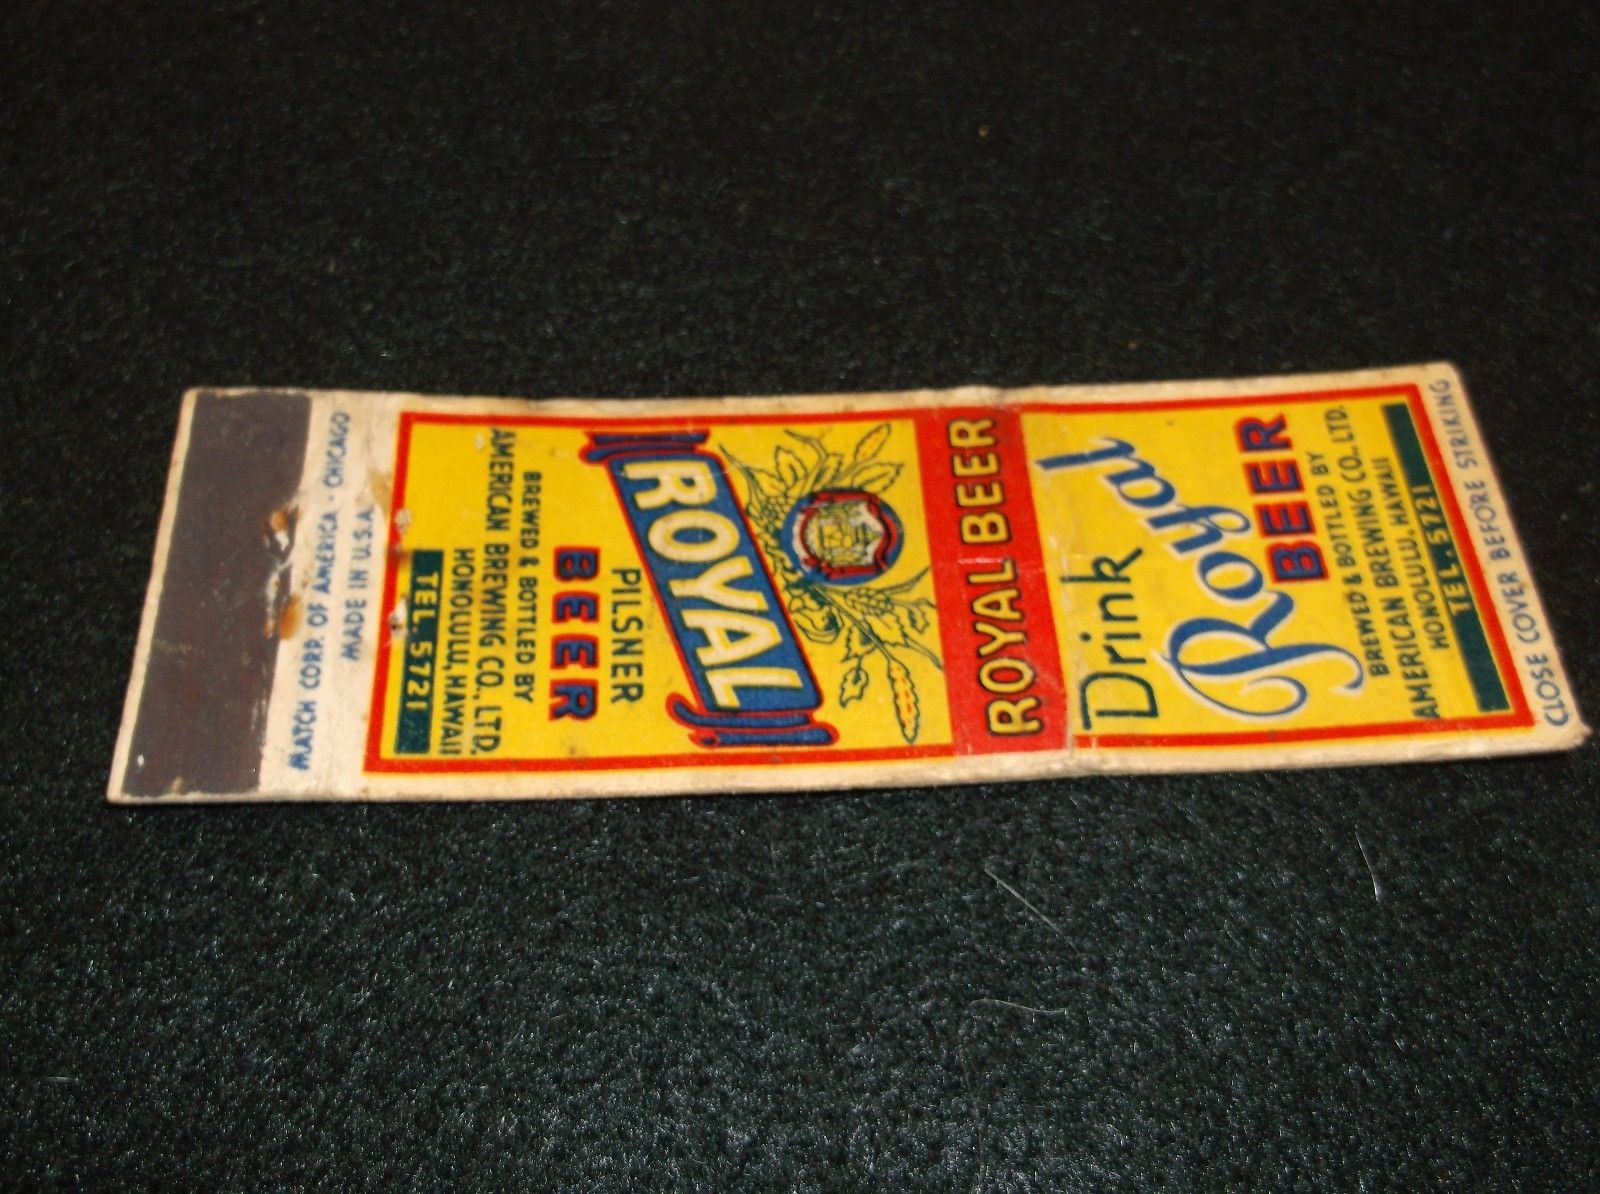 MATCH CORP. OF AMERICA - CHICAGO
MADE IN U.S.A.
ROYAL
PILSNER
BEER
BREWED & BOTTLED BY
AMERICAN BREWING CO., LTD.
HONOLULU, HAWAII
TEL. 5721
ROYAL BEER
Drink
Royal
BEER
BREWED & BOTTLED BY
AMERICAN BREWING CO., LTD.
HONOLULU, HAWAII
TEL. 5721
CLOSE COVER BEFORE STRIKING